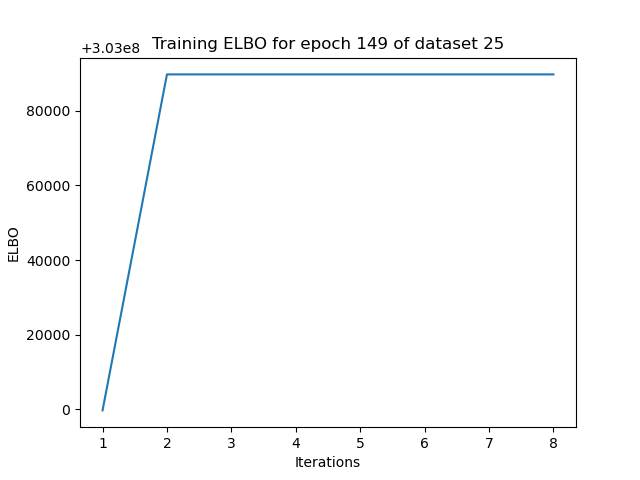 Training ELBO for epoch 149 of dataset 25
+3.03e8
80000
60000
40000
20000
0
ELBO
1 2 3 4 5 6 7 8
Iterations